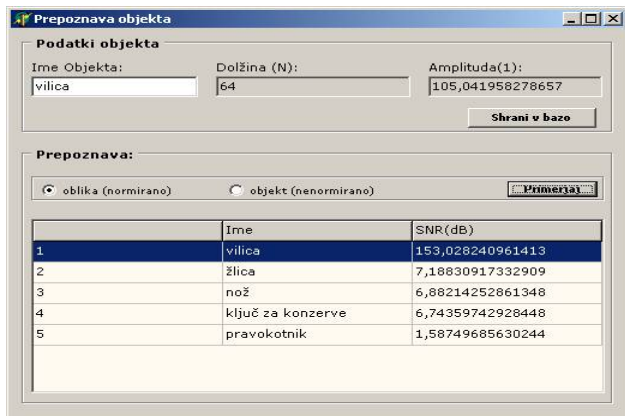 Prepoznava objekta
Podatki objekta
Ime Objekta: Dolžina (N): Amplituda(1):
vilica 64 105,041958278657
Shrani v bazo
Prepoznava:
oblika (normirano) objekt (nenormirano) Primerjaj
Ime SNR(dB)
1 vilica 153,028240961413
2 žlica 7,18830917332909
3 nož 6,88214252861348
4 ključ za konzerve 6,74359742928448
5 pravokotnik 1,58749685630244